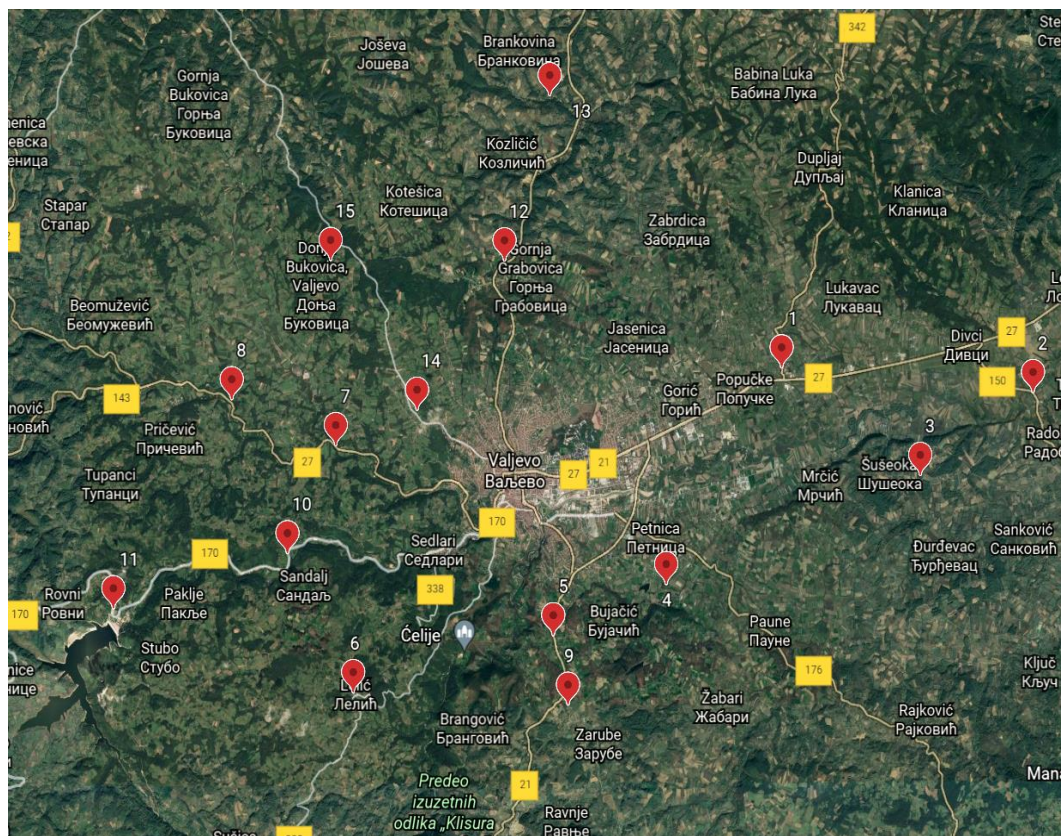 342
Brankovina
Бранковина
Joševa
Јошева
Gornja
Bukovica
Горња
Буковица
Babina Luka
Бабина Лука
13
Kozličić
Козличић
Dupljaj
Дупљај
Stapar
Стапар
Kotešica
Котешица
Klanica
Кланица
15
12
Zabrdica
Забрдица
Bukovica,
Valjevo
Доња
Буковица
Gornja
Grabovica
Горња
Грабовица
Beomužević
Беомужевић
Lukavac
Лукавац
Jasenica
Јасеница
1
Divci
Дивци
27
2
8
14
Popučke
Попучке
27
150
143
7
Gorić
Горић
Pričević
Причевић
3
27
Valjevo
Ваљево
21
27
Mrčić
Мрчић
Šušeoka
Шушеока
Tupanci
Тупанци
10
170
Petnica
Петница
Sanković
Санковић
Sedlari
Седлари
Đurđevac
Ђурђевац
11
170
Sandalj
Сандаљ
338
4
5
Rovni
Ровни
Paklje
Пакље
170
Bujačić
Бујачић
Paune
Пауне
Ćelije
Stubo
Стубо
6
9
176
Ključ
Кључ
Лелић
Žabari
Жабари
Brangović
Бранговић
Rajković
Рајковић
Zarube
Зарубе
Predeo
izuzetnih
odlika „Klisura
21
Ravnje
Равње